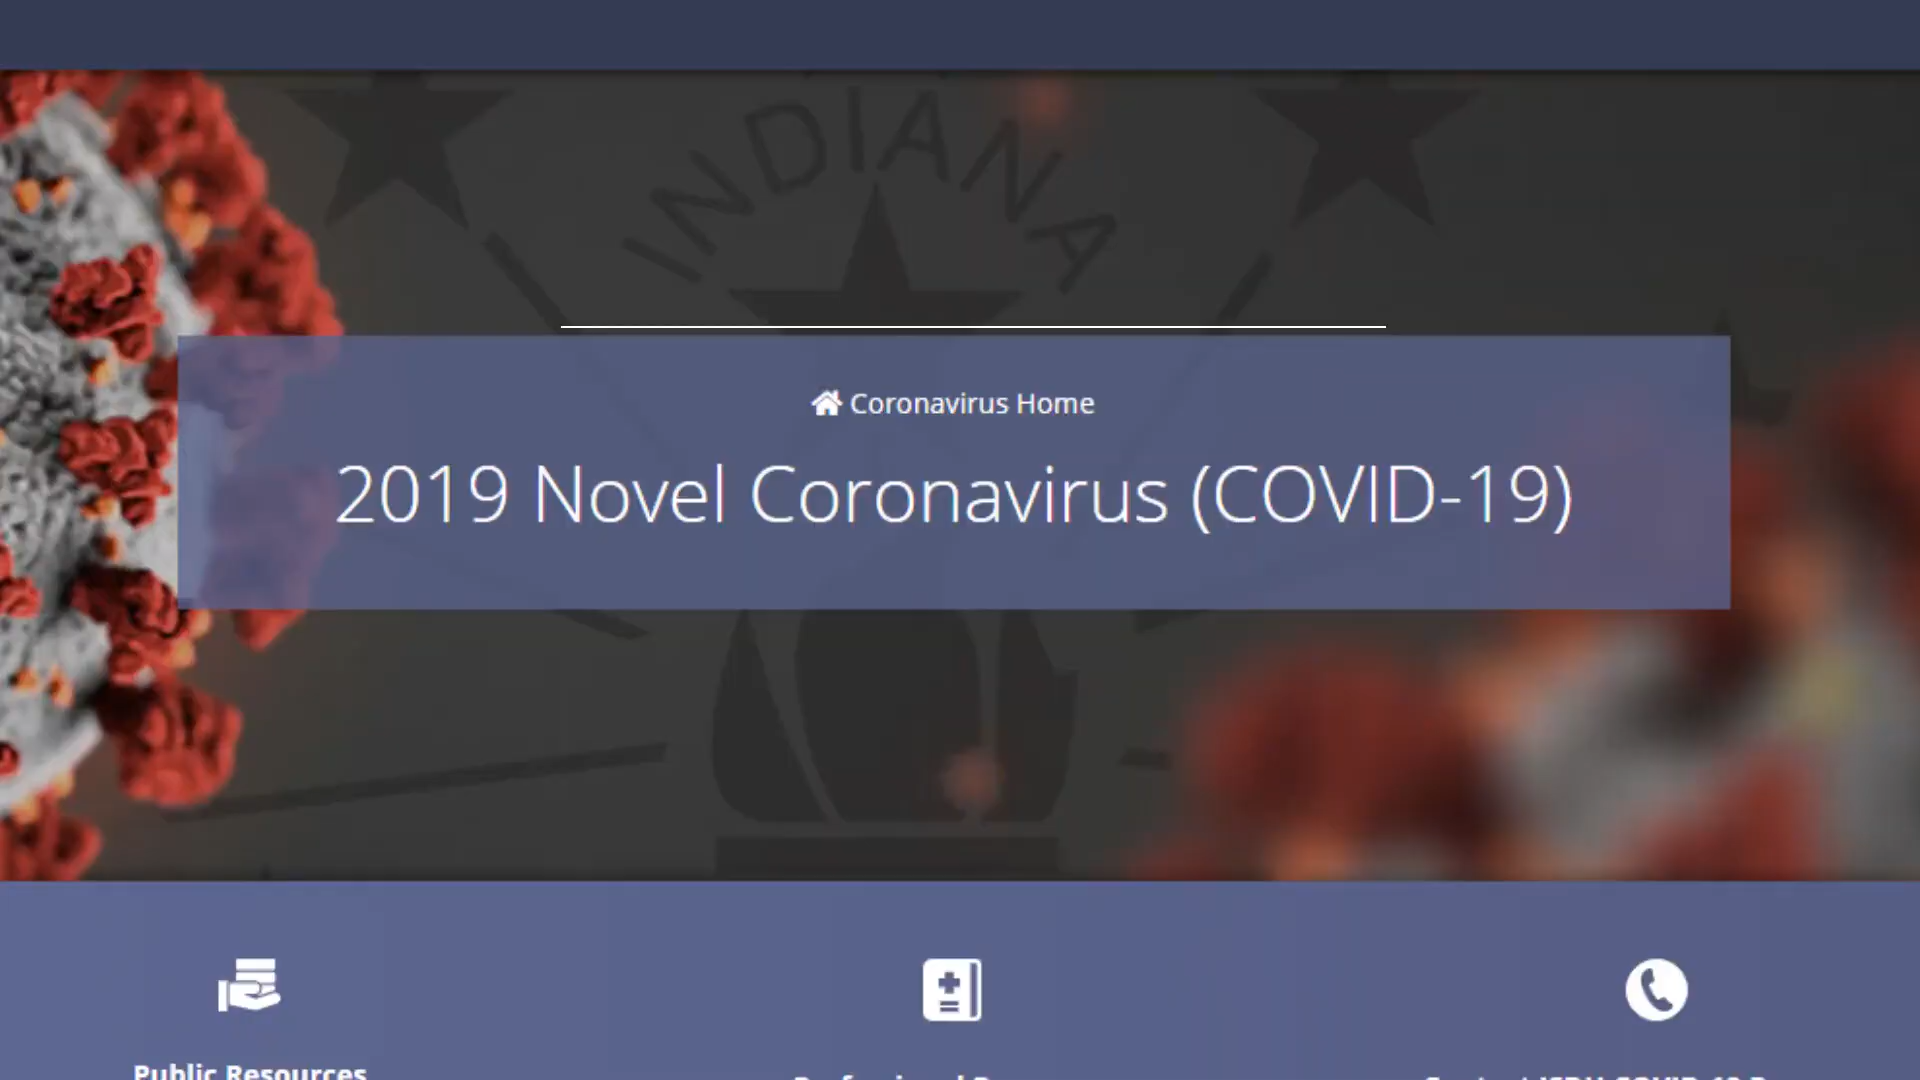 INDIANA
Coronavirus Home
2019 Novel Coronavirus (COVID-19)
Public Resources